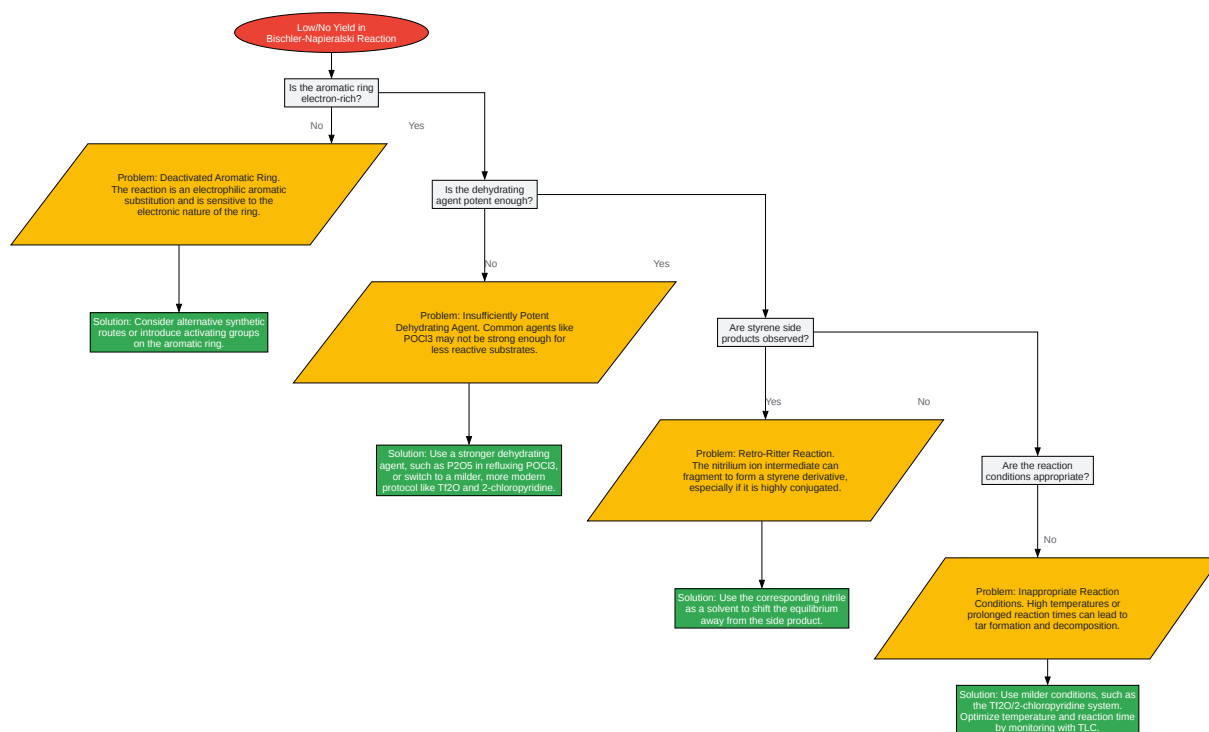 Low/No Yield in
Bischler-Napieralski Reaction
Is the aromatic ring
electron-rich?
No
Yes
Problem: Deactivated Aromatic Ring.
The reaction is an electrophilic aromatic
substitution and is sensitive to the
electronic nature of the ring.
Is the dehydrating
agent potent enough?
No
Yes
Solution: Consider alternative synthetic
routes or introduce activating groups
on the aromatic ring.
Problem: Insufficiently Potent
Dehydrating Agent. Common agents like
POCl3 may not be strong enough for
less reactive substrates.
Are styrene side
products observed?
Yes
No
Solution: Use a stronger dehydrating
agent, such as P2O5 in refluxing POCl3,
or switch to a milder, more modern
protocol like Tf2O and 2-chloropyridine.
Problem: Retro-Ritter Reaction.
The nitrilium ion intermediate can
fragment to form a styrene derivative,
especially if it is highly conjugated.
Are the reaction
conditions appropriate?
No
Solution: Use the corresponding nitrile
as a solvent to shift the equilibrium
away from the side product.
Problem: Inappropriate Reaction
Conditions. High temperatures or
prolonged reaction times can lead to
tar formation and decomposition.
Solution: Use milder conditions, such as
the Tf2O/2-chloropyridine system.
Optimize temperature and reaction time
by monitoring with TLC.